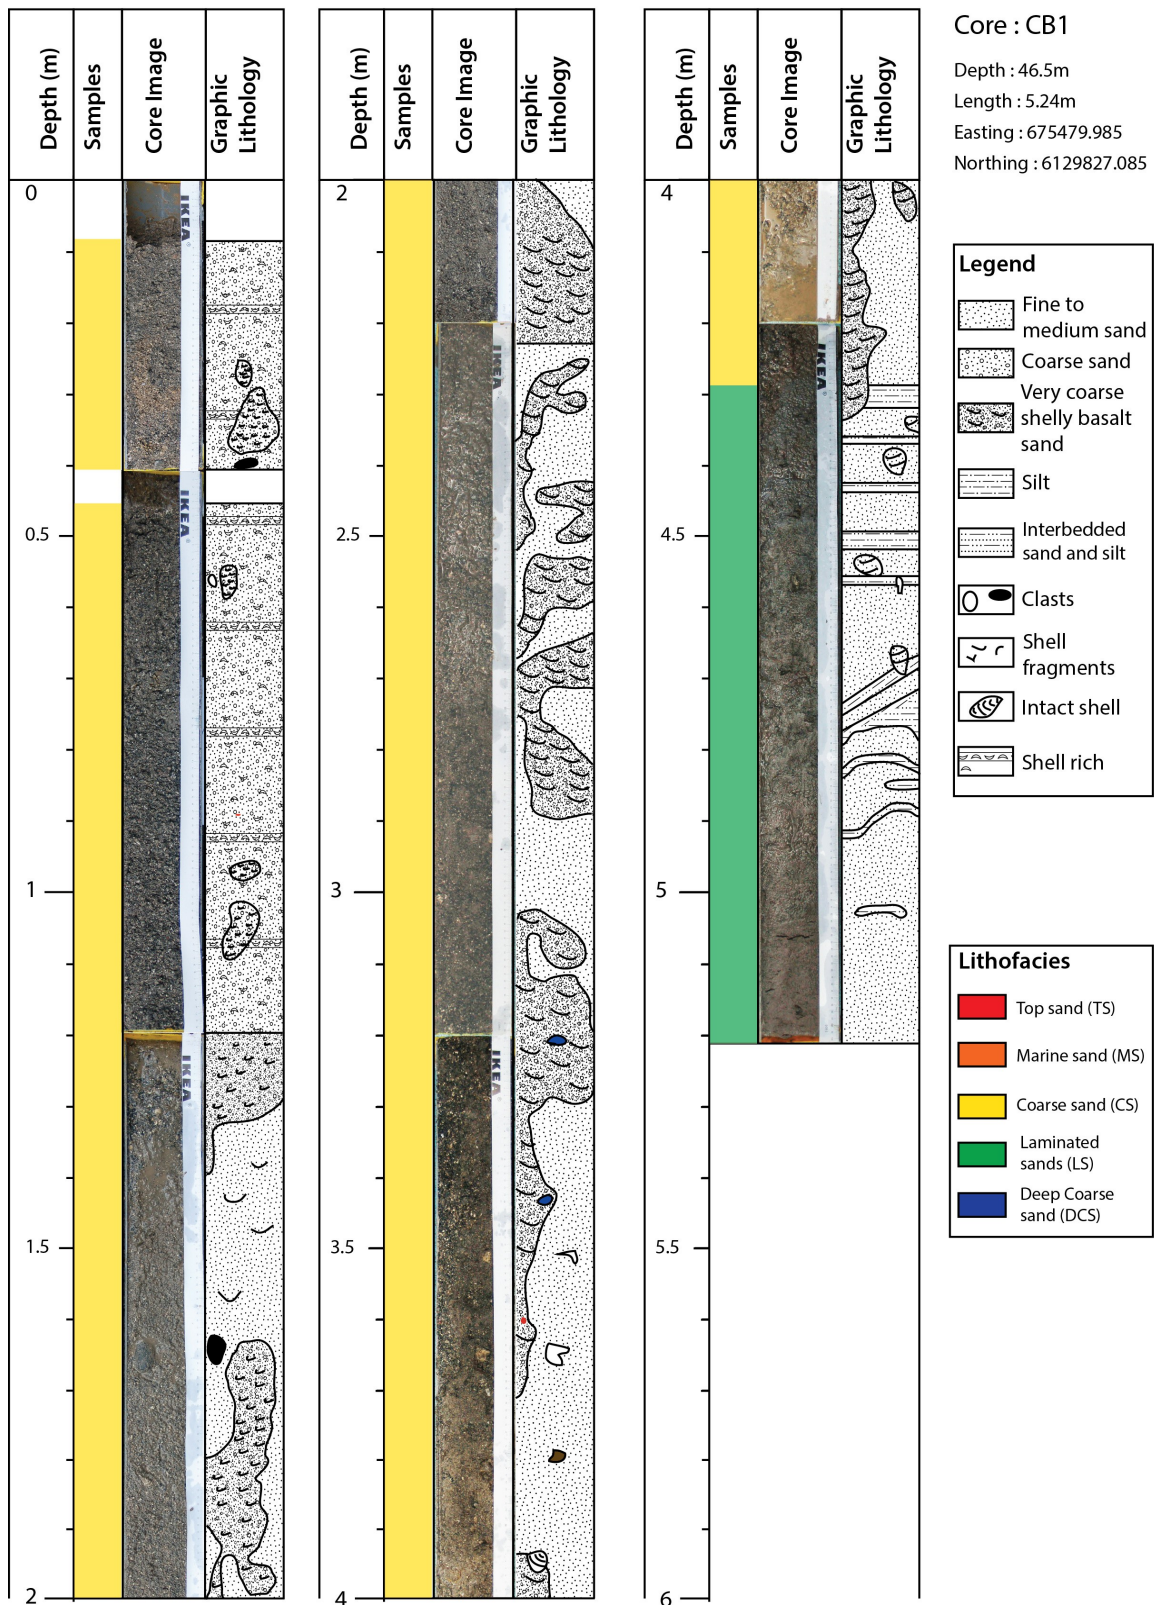 Depth (m)
Samples
Core Image
Graphic
Lithology
0
0.5
1
1.5
2
IKEA
IKEA
IKEA
Depth (m)
Samples
Core Image
Graphic
Lithology
2
2.5
3
3.5
4
IKEA
IKEA
Depth (m)
Samples
Core Image
Graphic
Lithology
4
4.5
5
5.5
6
IKEA
Core : CB1
Depth : 46.5m
Length : 5.24m
Easting : 675479.985
Northing : 6129827.085
Legend
Fine to
medium sand
Coarse sand
Very coarse
shelly basalt
sand
Silt
Interbedded
sand and silt
Clasts
Shell
fragments
Intact shell
Shell rich
Lithofacies
Top sand (TS)
Marine sand (MS)
Coarse sand (CS)
Laminated
sands (LS)
Deep Coarse
sand (DCS)